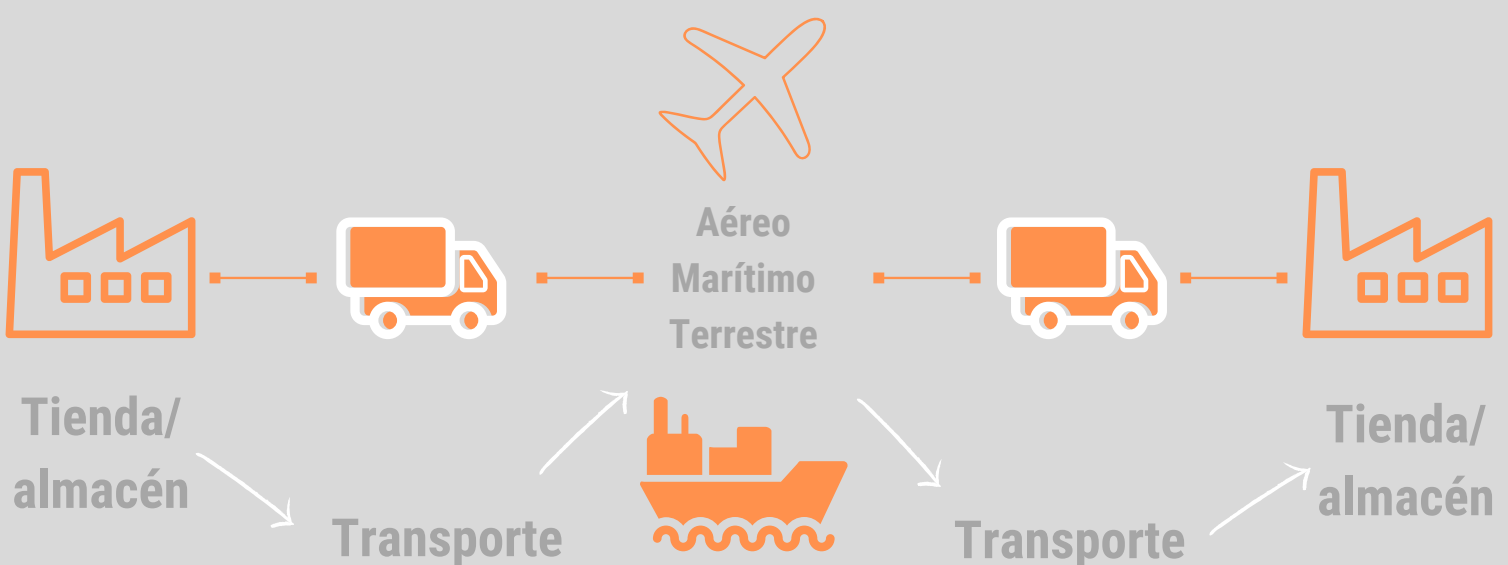 Aéreo
Marítimo
Terrestre
Tienda/
almacén
Transporte
Transporte
Tienda/
almacén